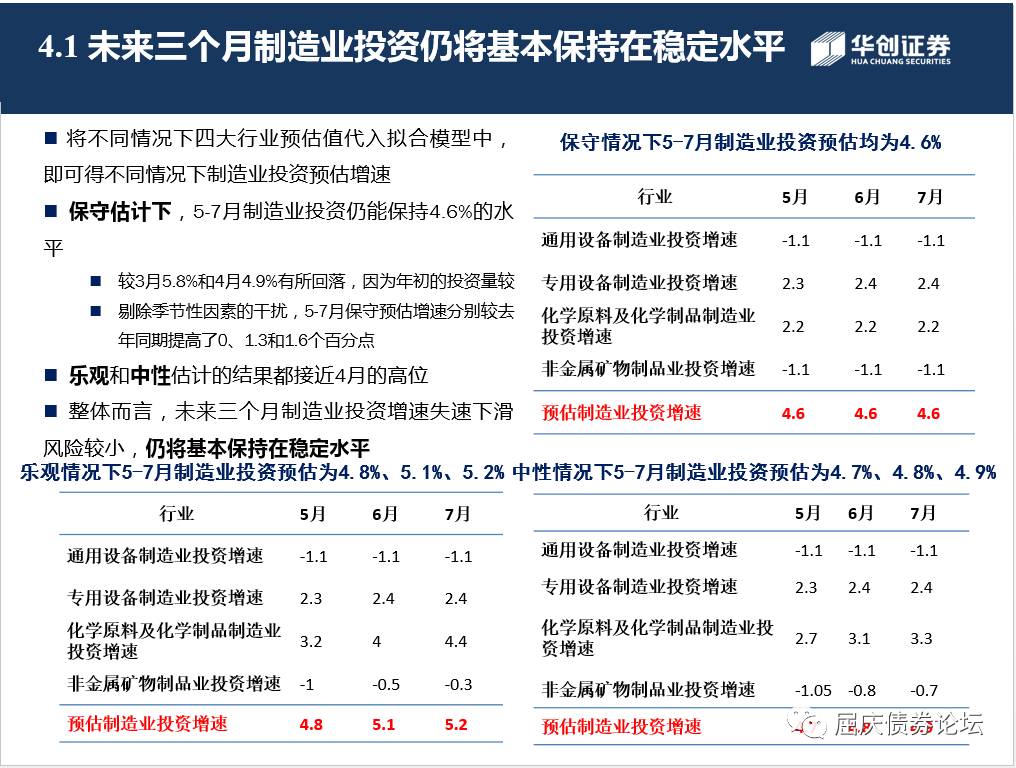 4.1 未来三个月制造业投资仍将基本保持在稳定水平
华创证券
HUA CHUANG SECURITIES
将不同情况下四大行业预估值代入拟合模型中，
即可得不同情况下制造业投资预估增速
保守估计下，5-7月制造业投资仍能保持4.6%的水
平
较3月5.8%和4月4.9%有所回落，因为年初的投资量较
剔除季节性因素的干扰，5-7月保守预估增速分别较去
年同期提高了0、1.3和1.6个百分点
乐观和中性估计的结果都接近4月的高位
整体而言，未来三个月制造业投资增速失速下滑
风险较小，仍将基本保持在稳定水平
保守情况下5-7月制造业投资预估均为4.6%
行业 5月 6月 7月
通用设备制造业投资增速 -1.1 -1.1 -1.1
专用设备制造业投资增速 2.3 2.4 2.4
化学原料及化学制品制造业
投资增速 2.2 2.2 2.2
非金属矿物制品业投资增速 -1.1 -1.1 -1.1
预估制造业投资增速 4.6 4.6 4.6
乐观情况下5-7月制造业投资预估为4.8%、5.1%、5.2%
行业 5月 6月 7月
通用设备制造业投资增速 -1.1 -1.1 -1.1
专用设备制造业投资增速 2.3 2.4 2.4
化学原料及化学制品制造业
投资增速 3.2 4 4.4
非金属矿物制品业投资增速 -1 -0.5 -0.3
预估制造业投资增速 4.8 5.1 5.2
中性情况下5-7月制造业投资预估为4.7%、4.8%、4.9%
行业 5月 6月 7月
通用设备制造业投资增速 -1.1 -1.1 -1.1
专用设备制造业投资增速 2.3 2.4 2.4
化学原料及化学制品制造业投
资增速 2.7 3.1 3.3
非金属矿物制品业投资增速 -1.05 -0.8 -0.7
预估制造业投资增速
屈庆债券论坛